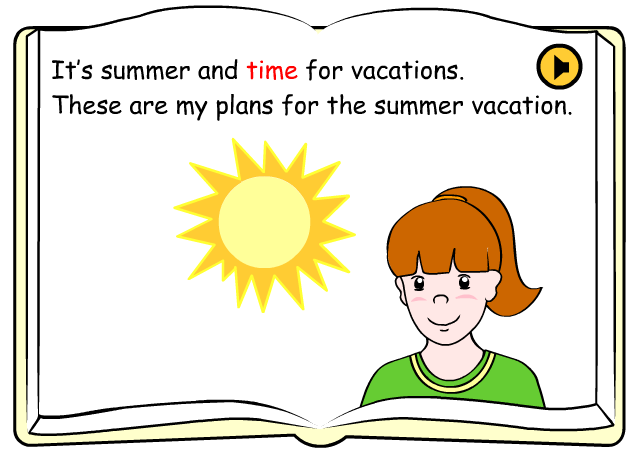 It's summer and time for vacations.
These are my plans for the summer vacation.